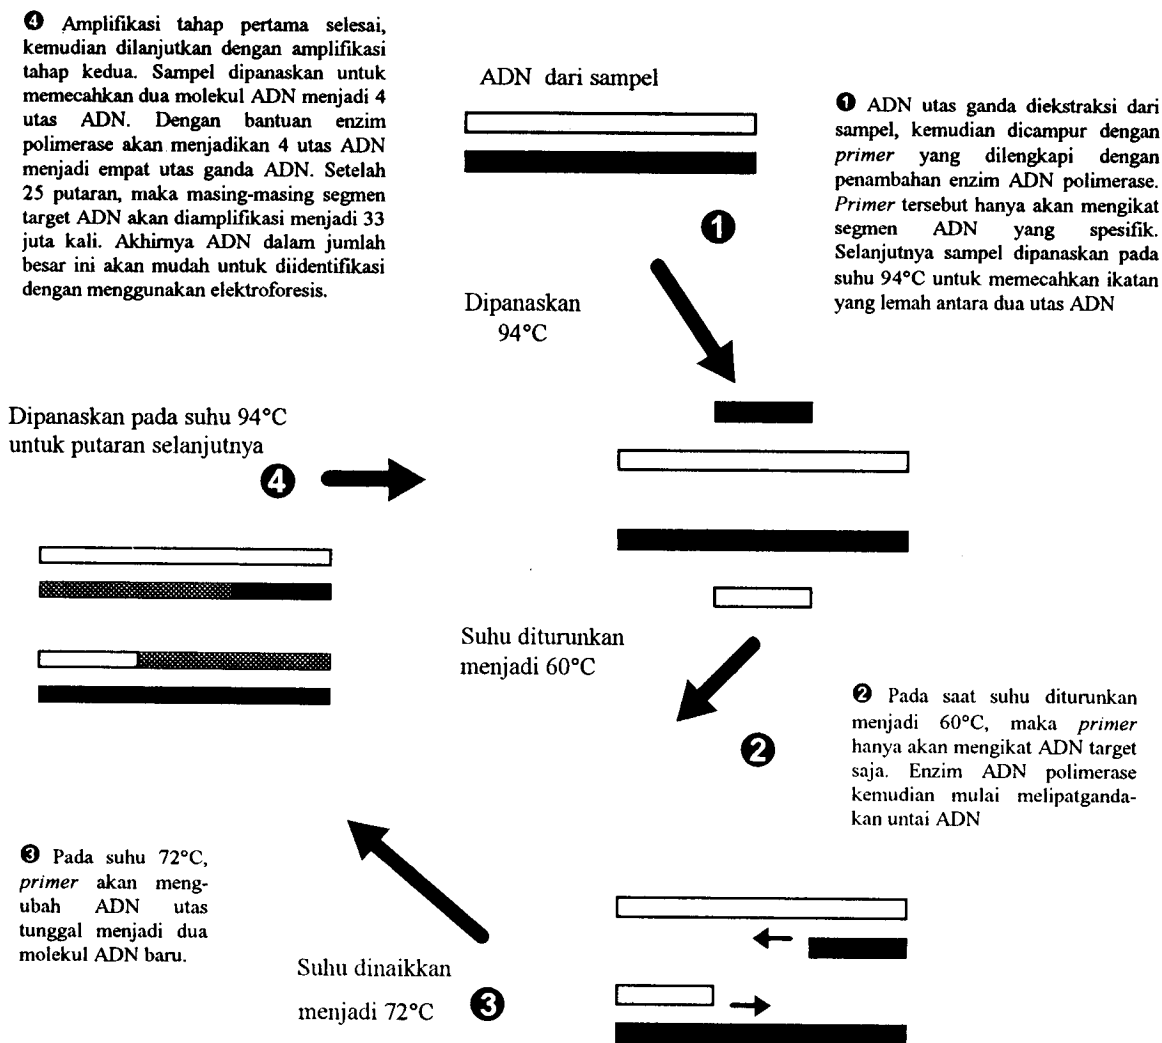 ❹ Amplifikasi tahap pertama selesai,
kemudian dilanjutkan dengan amplifikasi
tahap kedua. Sampel dipanaskan untuk
memecahkan dua molekul ADN menjadi 4
utas ADN. Dengan bantuan enzim
polimerase akan menjadikan 4 utas ADN
menjadi empat utas ganda ADN. Setelah
25 putaran, maka masing-masing segmen
target ADN akan diamplifikasi menjadi 33
juta kali. Akhirnya ADN dalam jumlah
besar ini akan mudah untuk diidentifikasi
dengan menggunakan elektroforesis.
ADN dari sampel
❶ ADN utas ganda diekstraksi dari
sampel, kemudian dicampur dengan
primer yang dilengkapi dengan
penambahan enzim ADN polimerase.
Primer tersebut hanya akan mengikat
segmen ADN yang spesifik.
Selanjutnya sampel dipanaskan pada
suhu 94°C untuk memecahkan ikatan
yang lemah antara dua utas ADN
❶
Dipanaskan
94°C
Dipanaskan pada suhu 94°C
untuk putaran selanjutnya
❹
Suhu diturunkan
menjadi 60°C
❷
❷ Pada saat suhu diturunkan
menjadi 60°C, maka primer
hanya akan mengikat ADN target
saja. Enzim ADN polimerase
kemudian mulai melipatganda-
kan untai ADN
❸ Pada suhu 72°C,
primer akan meng-
ubah ADN utas
tunggal menjadi dua
molekul ADN baru.
Suhu dinaikkan
menjadi 72°C
❸